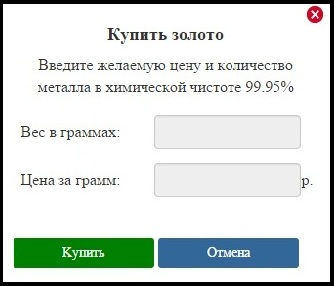 Купить золото
Введите желаемую цену и количество
металла в химической чистоте 99.95%
Вес в граммах:
Цена за грамм: р.
Купить Отмена